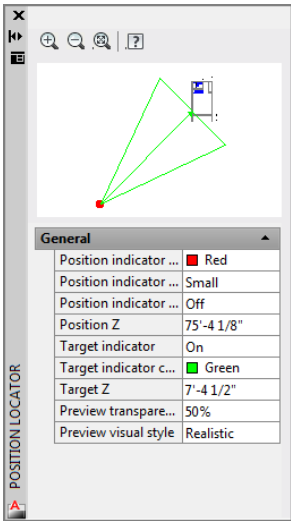 General
Position indicator ... Red
Position indicator ... Small
Position indicator ... Off
Position Z 75'-4 1/8"
Target indicator On
Target indicator c... Green
Target Z 7'-4 1/2"
Preview transpare... 50%
Preview visual style Realistic
POSITION LOCATOR